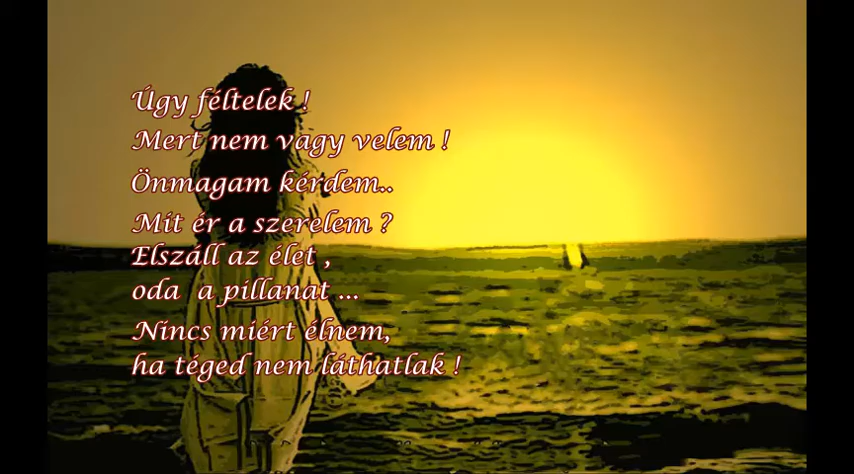 Úgy féltelek !
Mert nem vagy velem !
Önmagam kérdem..
Mit ér a szerelem ?
Elszáll az élet ,
oda a pillanat ...
Nincs miért élnem,
ha téged nem láthatlak !